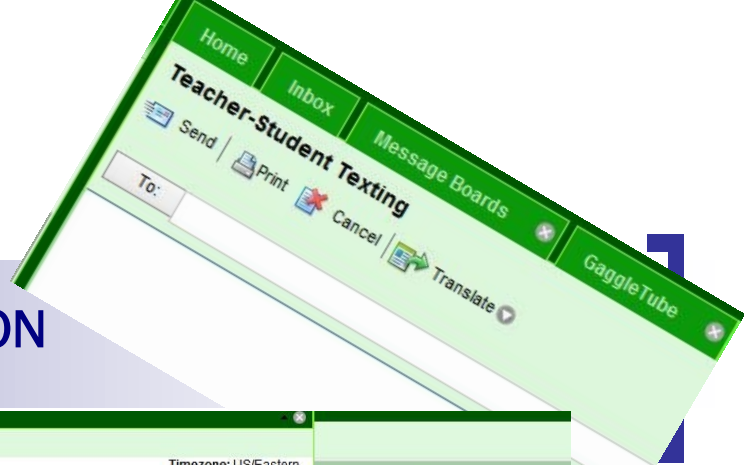 Home Inbox Message Boards GaggleTube
Teacher-Student Texting
Send Print Cancel Translate
To:
ON
Timezone: US/Eastern